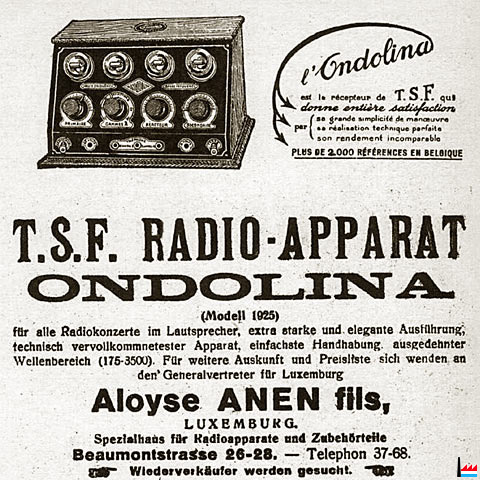 l'Ondolina
est le récepteur de T.S.F. qui
donne entière satisfaction
par
sa grande simplicité de manœuvre
sa réalisation technique parfaite
son rendement incomparable
PLUS DE 2.000 RÉFÉRENCES EN BELGIQUE
PRIMAIRE
GAMMES
RÉACTEUR
T.S.F. RADIO-APPARAT
ONDOLINA
(Modell 1925)
für alle Radiokonzerte im Lautsprecher, extra starke und elegante Ausführung,
technisch vervollkommnetester Apparat, einfachste Handhabung. ausgedehnter
Wellenbereich (175-3500). Für weitere Auskunft und Preisliste sich wenden an
den Generalvertreter für Luxemburg
Aloyse ANEN fils,
LUXEMBURG.
Spezialhaus für Radioapparate und Zubehörteile
Beaumontstrasse 26-28. — Telephon 37-68.
Wiederverkäufer werden gesucht.